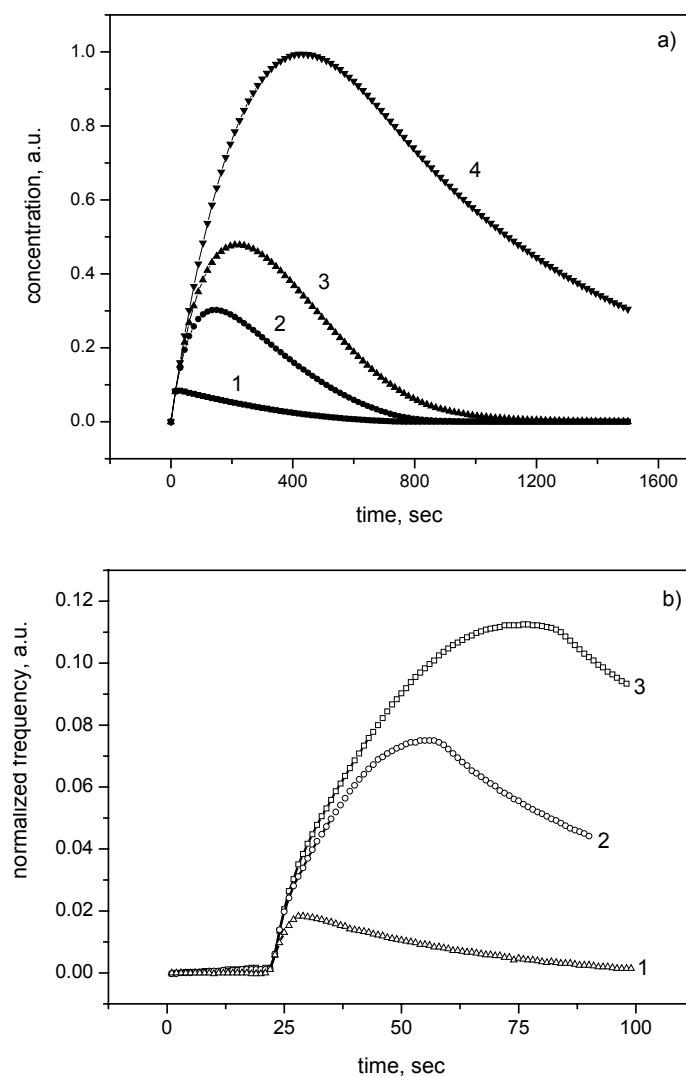 a)
1.0
0.8
0.6
0.4
0.2
0.0
concentration, a.u.
4
3
2
1
0 400 800 1200 1600
time, sec
b)
0.12
0.10
0.08
0.06
0.04
0.02
0.00
normalized frequency, a.u.
3
2
1
0 25 50 75 100
time, sec